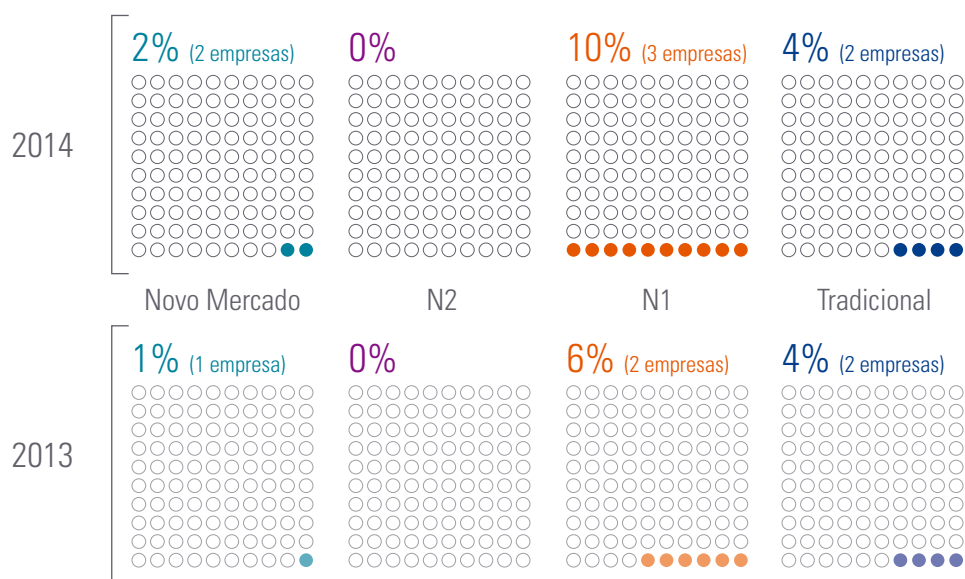 2% (2 empresas) 0% 10% (3 empresas) 4% (2 empresas)
2014
Novo Mercado N2 N1 Tradicional
1% (1 empresa) 0% 6% (2 empresas) 4% (2 empresas)
2013